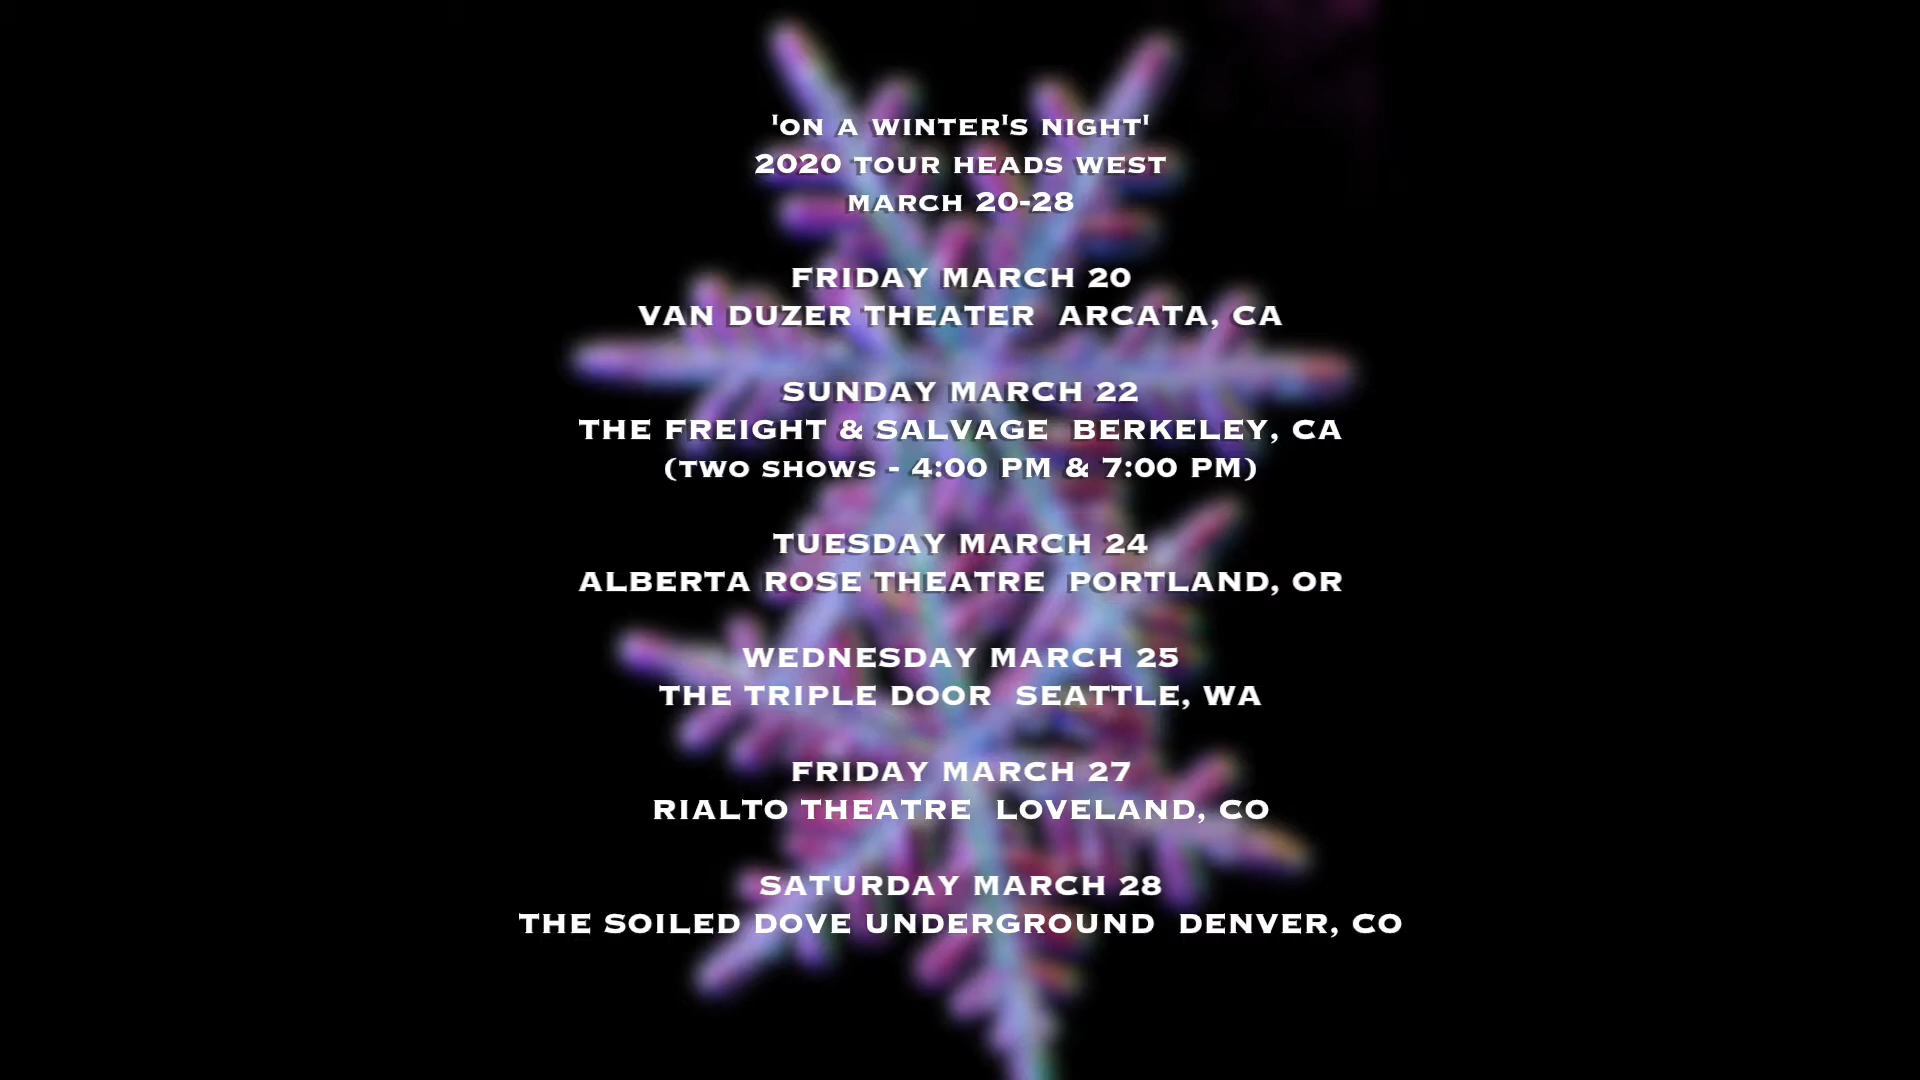 'ON A WINTER'S NIGHT'
2020 TOUR HEADS WEST
MARCH 20-28
FRIDAY MARCH 20
VAN DUZER THEATER ARCATA, CA
SUNDAY MARCH 22
THE FREIGHT & SALVAGE BERKELEY, CA
(TWO SHOWS - 4:00 PM & 7:00 PM)
TUESDAY MARCH 24
ALBERTA ROSE THEATRE PORTLAND, OR
WEDNESDAY MARCH 25
THE TRIPLE DOOR SEATTLE, WA
FRIDAY MARCH 27
RIALTO THEATRE LOVELAND, CO
SATURDAY MARCH 28
THE SOILED DOVE UNDERGROUND DENVER, CO